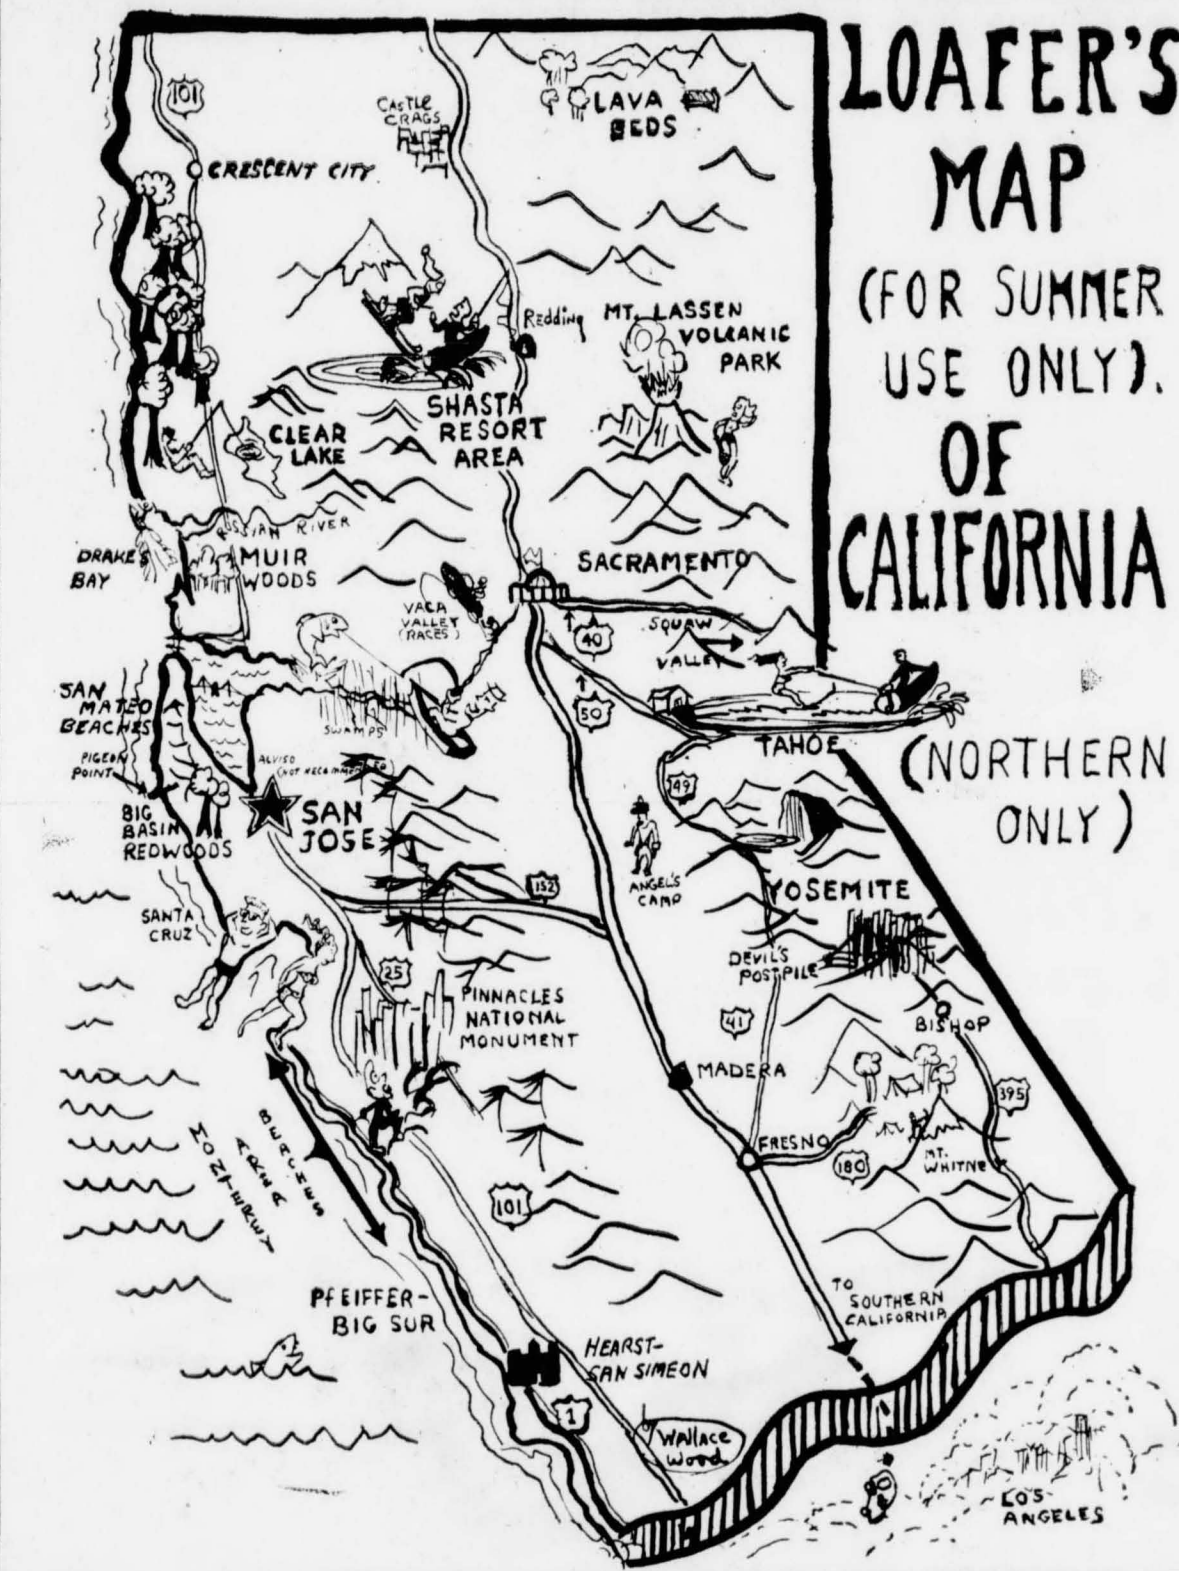 LOAFER'S
MAP
(FOR SUMMER
USE ONLY).
OF
CALIFORNIA
(NORTHERN
ONLY)
101
CRESCENT CITY
CASTLE
CRAGS
LAVA
BEDS
Redding
MT. LASSEN
VOLCANIC
PARK
SHASTA
RESORT
AREA
CLEAR
LAKE
RUSSIAN RIVER
DRAKE'S
BAY
MUIR
WOODS
SACRAMENTO
VACA
VALLEY
(RACES)
40
SQUAW
VALLEY
50
TAHOE
SAN
MATEO
BEACHES
SWAMPS
PIGEON
POINT
ALVISO
(NOT RECOMMENDED)
SAN
JOSE
BIG
BASIN
REDWOODS
49
ANGEL'S
CAMP
YOSEMITE
152
SANTA
CRUZ
DEVIL'S
POSTPILE
25
PINNACLES
NATIONAL
MONUMENT
41
BISHOP
MADERA
395
FRESNO
180
MT.
WHITNEY
MONTEREY
AREA
BEACHES
101
PFEIFFER-
BIG SUR
TO
SOUTHERN
CALIFORNIA
HEARST-
SAN SIMEON
1
Wallace
Wood
LOS
ANGELES